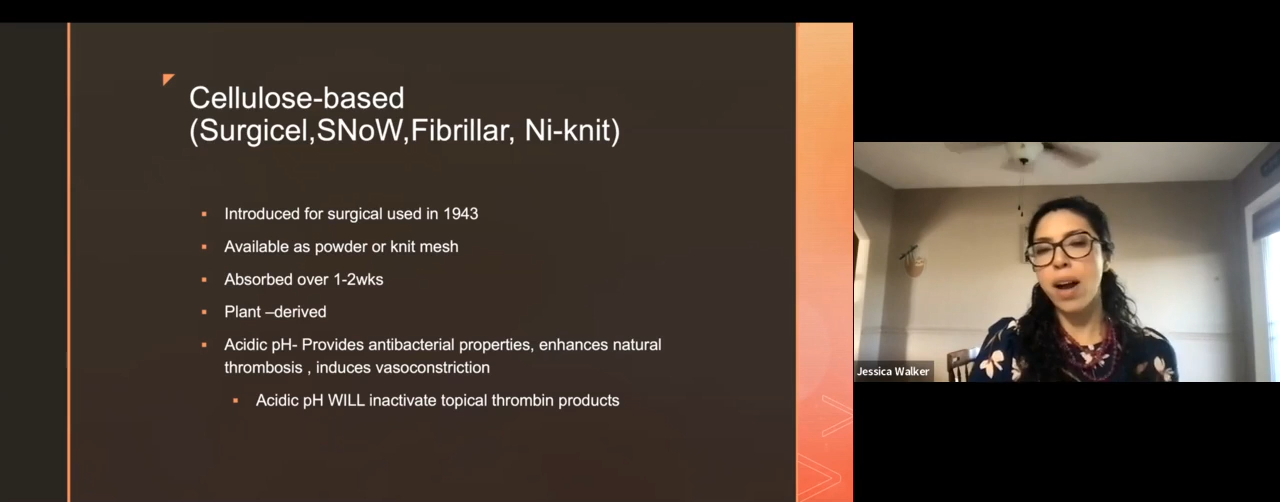 Cellulose-based
(Surgicel,SNoW,Fibrillar, Ni-knit)
Introduced for surgical used in 1943
Available as powder or knit mesh
Absorbed over 1-2wks
Plant –derived
Acidic pH- Provides antibacterial properties, enhances natural
thrombosis , induces vasoconstriction
Acidic pH WILL inactivate topical thrombin products
Jessica Walker